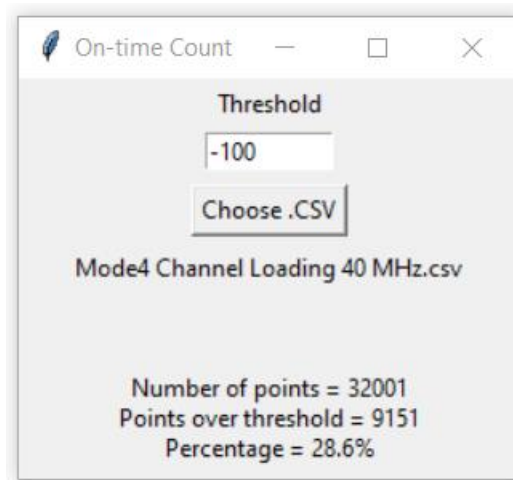 On-time Count
Threshold
-100
Choose .CSV
Mode4 Channel Loading 40 MHz.csv
Number of points = 32001
Points over threshold = 9151
Percentage = 28.6%